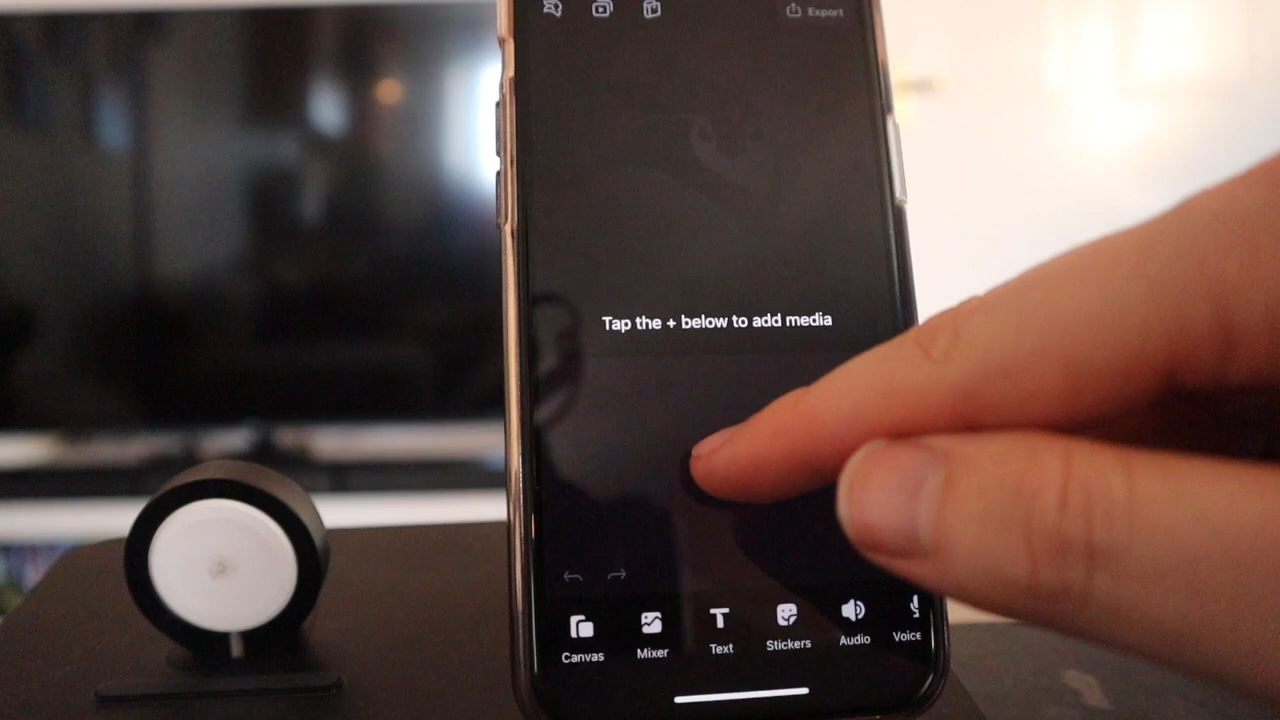 Export
Tap the + below to add media
Canvas Mixer Text Stickers Audio Voice